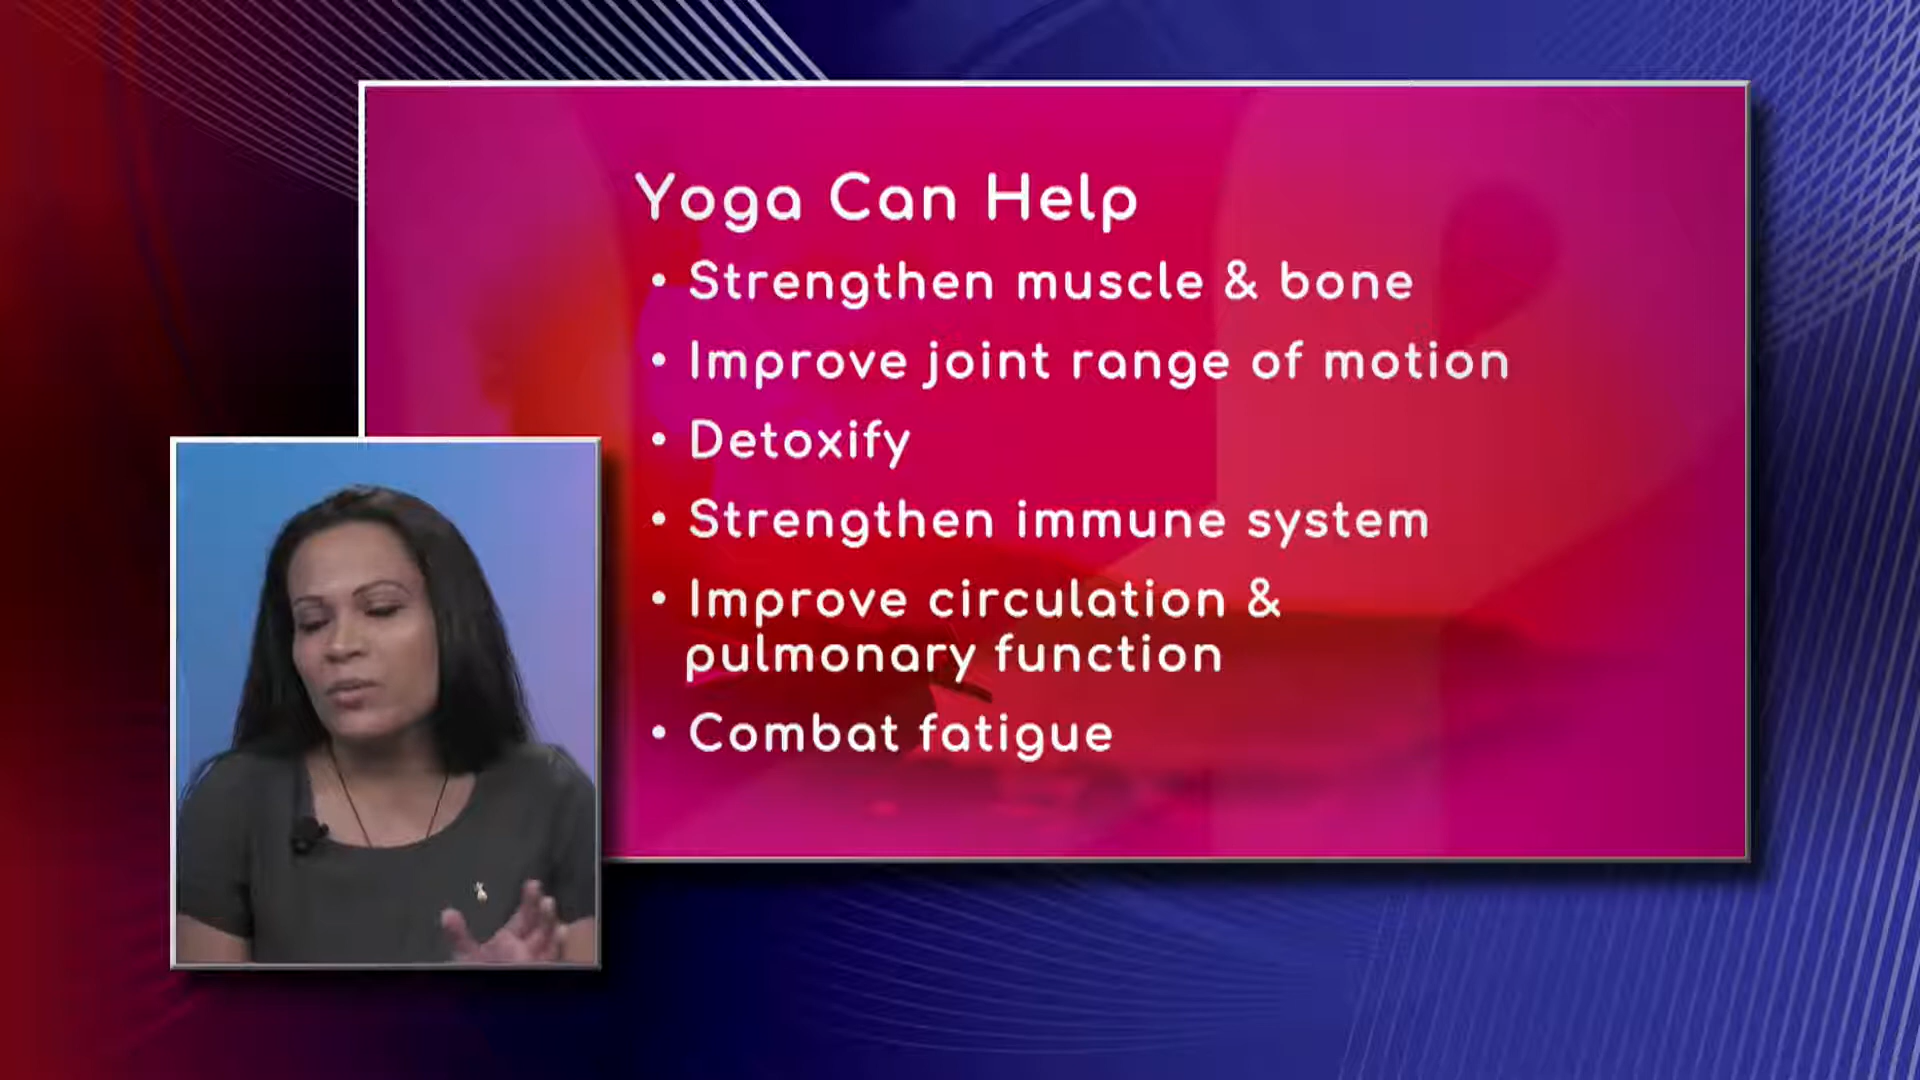 Yoga Can Help
• Strengthen muscle & bone
• Improve joint range of motion
• Detoxify
• Strengthen immune system
• Improve circulation &
pulmonary function
• Combat fatigue